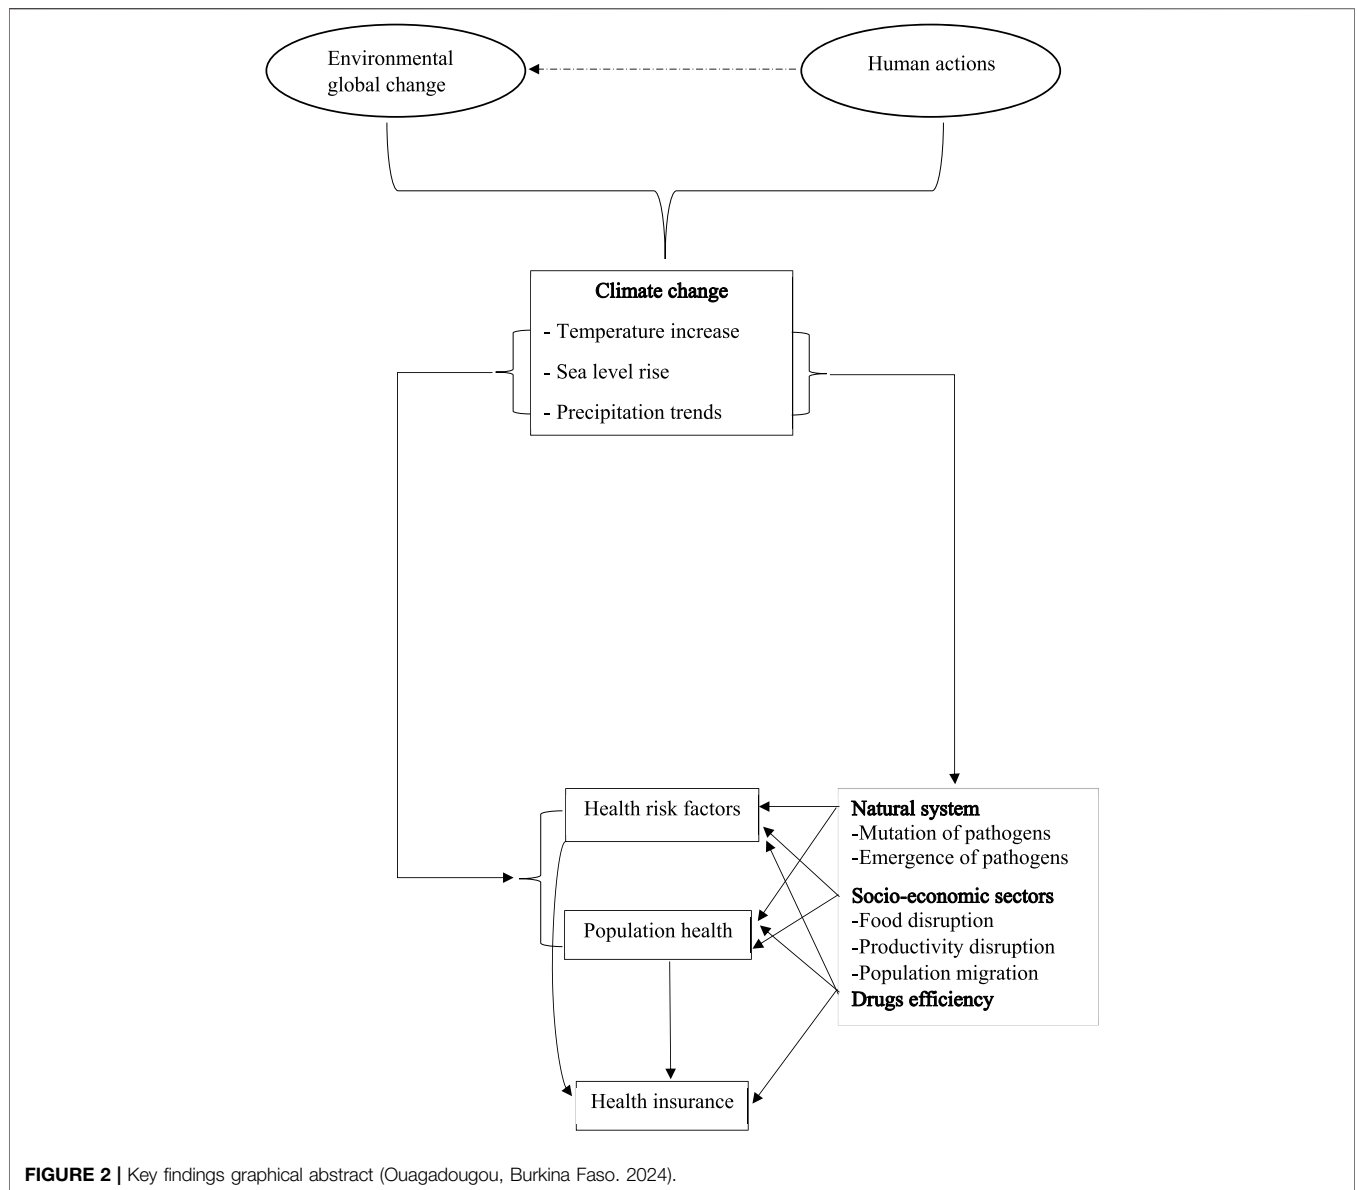 Environmental
global change
Human actions
Climate change
- Temperature increase
- Sea level rise
- Precipitation trends
Health risk factors
Population health
Health insurance
Natural system
-Mutation of pathogens
-Emergence of pathogens
Socio-economic sectors
-Food disruption
-Productivity disruption
-Population migration
Drugs efficiency
FIGURE 2 | Key findings graphical abstract (Ouagadougou, Burkina Faso. 2024).